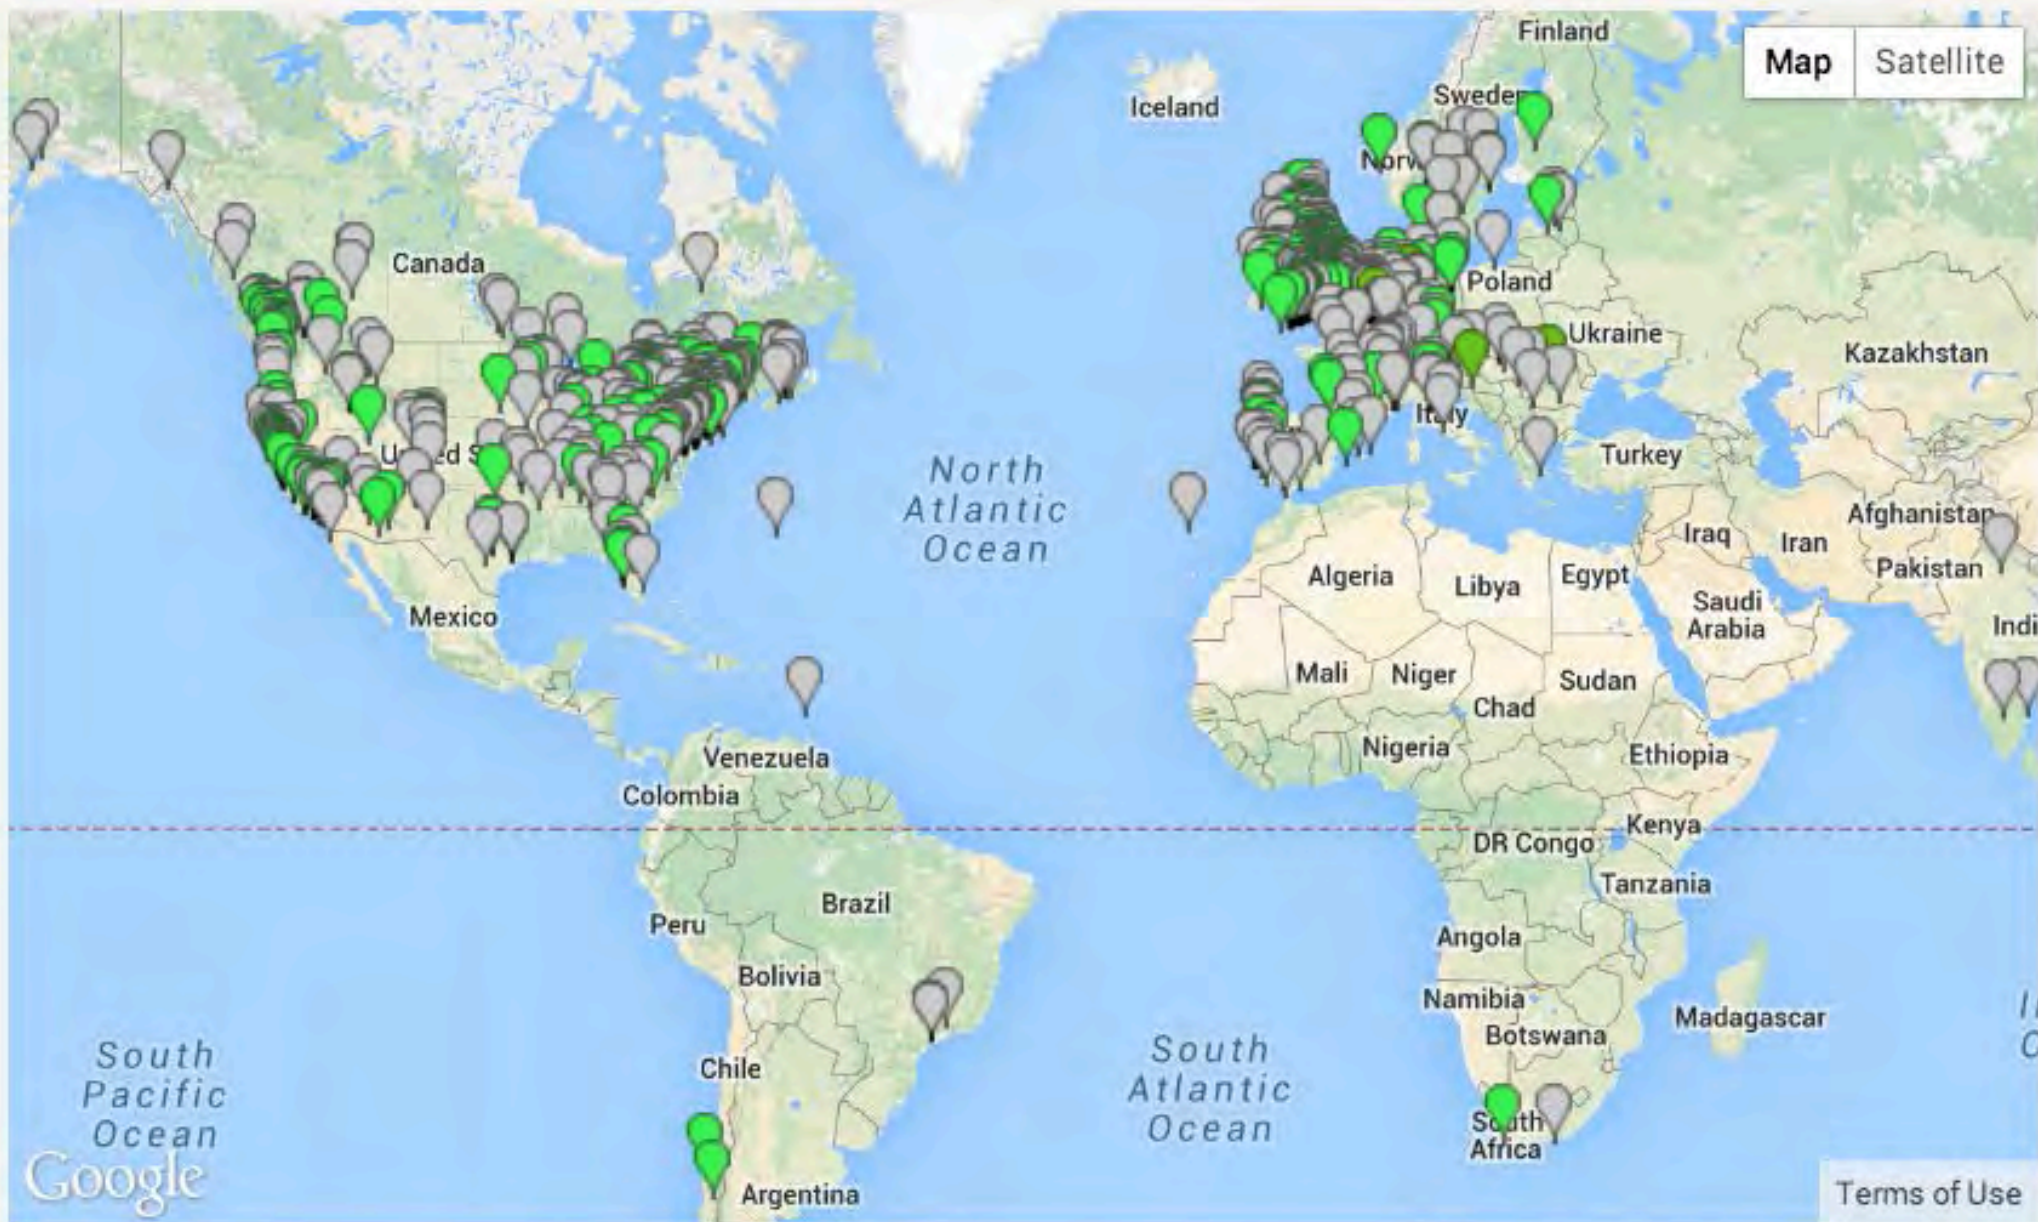 Finland
Map
Satellite
Sweden
Iceland
Norw
Canada
Poland
Ukraine
Kazakhstan
Italy
United S
Turkey
North
Atlantic
Ocean
Afghanistan
Iraq
Iran
Pakistan
Algeria
Libya
Egypt
Saudi
Arabia
Indi
Mexico
Mali
Niger
Sudan
Chad
Nigeria
Ethiopia
Venezuela
Colombia
Kenya
DR Congo
Tanzania
Brazil
Peru
Angola
Bolivia
Namibia
Botswana
Madagascar
South
Pacific
Ocean
Chile
South
Atlantic
Ocean
South
Africa
Google
Argentina
Terms of Use